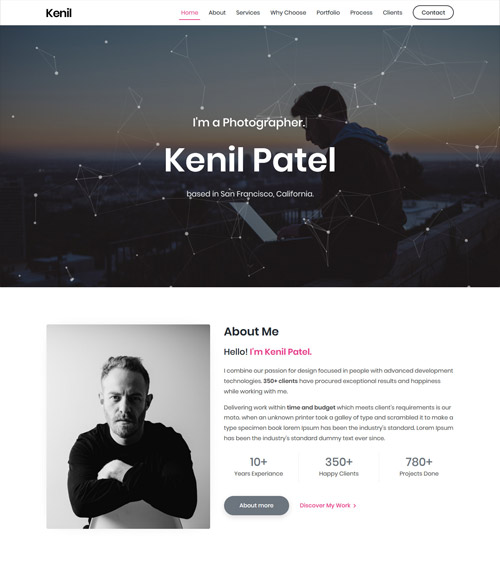 Kenil
Home About Services Why Choose Portfolio Process Clients Contact
I'm a Photographer.
Kenil Patel
based in San Francisco, California.
About Me
Hello! I'm Kenil Patel.
I combine our passion for design focused in people with advanced development
technologies. 350+ clients have procured exceptional results and happiness
while working with me.
Delivering work within time and budget which meets client's requirements is our
moto. when an unknown printer took a galley of type and scrambled it to make a
type specimen book lorem Ipsum has been the industry's standard. Lorem Ipsum
has been the industry's standard dummy text ever since.
10+ 350+ 780+
Years Experiance Happy Clients Projects Done
About more Discover My Work >